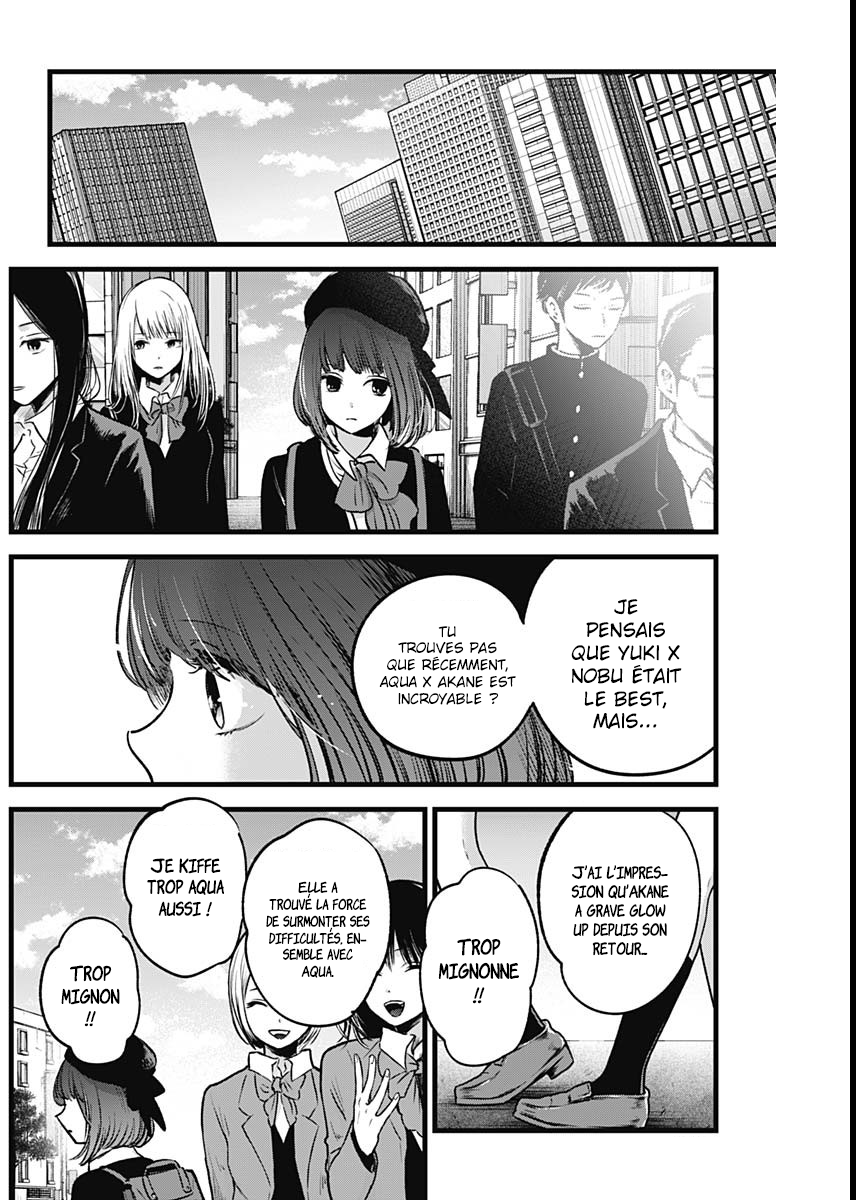 JE
PENSAIS
QUE YUKI X
NOBU ÉTAIT
LE BEST,
MAIS...
TU
TROUVES PAS
QUE RÉCEMMENT,
AQUA X AKANE EST
INCROYABLE ?
J'AI L'IMPRES-
SION QU'AKANE
A GRAVE GLOW
UP DEPUIS SON
RETOUR...
TROP
MIGNONNE
!!
ELLE A
TROUVÉ LA FORCE
DE SURMONTER SES
DIFFICULTÉS, EN-
SEMBLE AVEC
AQUA.
JE KIFFE
TROP AQUA
AUSSI !
TROP
MIGNON
!!